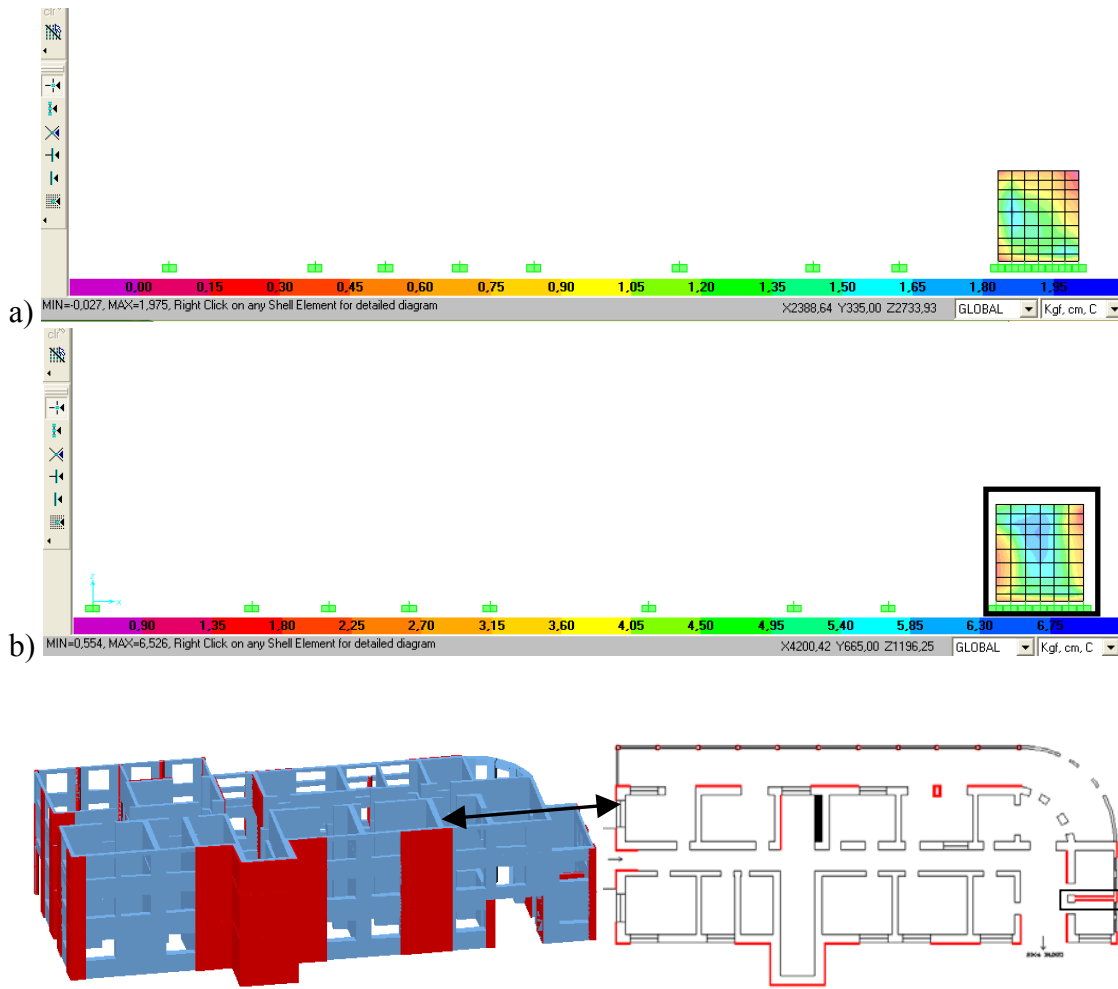 clr
0,00 0,15 0,30 0,45 0,60 0,75 0,90 1,05 1,20 1,35 1,50 1,65 1,80 1,95
a) MIN=-0,027, MAX=1,975, Right Click on any Shell Element for detailed diagram X2388,64 Y335,00 Z2733,93 GLOBAL Kgf, cm, C
clr
Z
X
0,90 1,35 1,80 2,25 2,70 3,15 3,60 4,05 4,50 4,95 5,40 5,85 6,30 6,75
b) MIN=0,554, MAX=6,526, Right Click on any Shell Element for detailed diagram X4200,42 Y665,00 Z1196,25 GLOBAL Kgf, cm, C